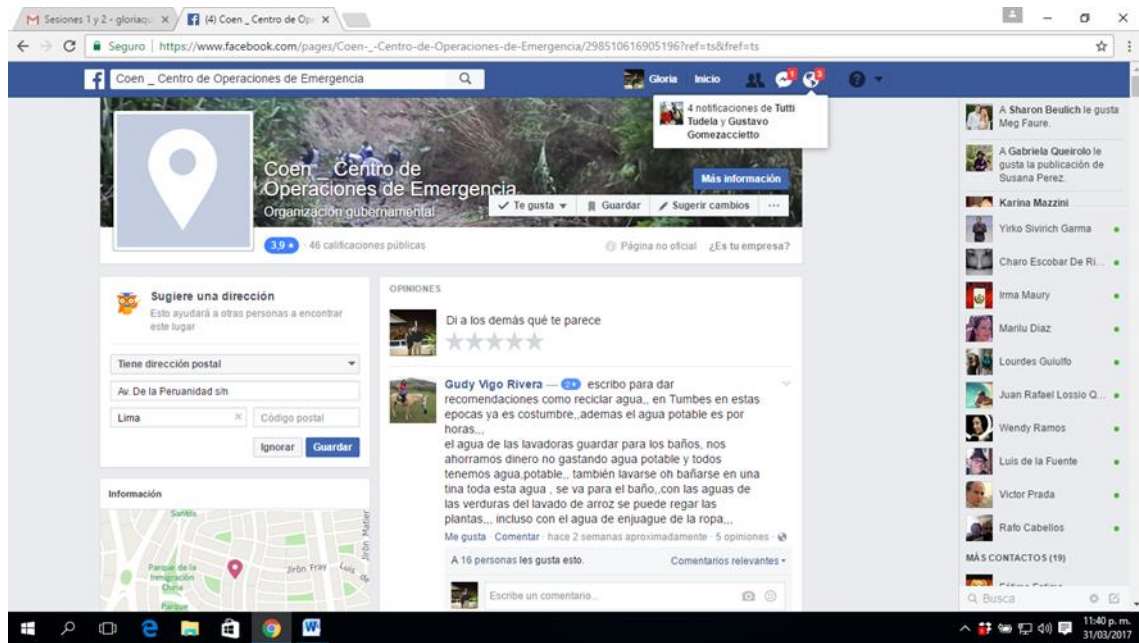 Sesiones 1 y 2 - gloriaqu
(4) Coen _ Centro de Op
Seguro | https://www.facebook.com/pages/Coen-_-Centro-de-Operaciones-de-Emergencia/298510616905196?ref=ts&fref=ts
Coen _ Centro de Operaciones de Emergencia
Gloria Inicio 1 3
4 notificaciones de Tutti
Tudela y Gustavo
Gomezaccietto
Coen _ Centro de
Operaciones de Emergencia
Organización gubernamental
Más información
Te gusta Guardar Sugerir cambios ...
3,9 ★ 46 calificaciones públicas
Página no oficial ¿Es tu empresa?
Sugiere una dirección
Esto ayudará a otras personas a encontrar
este lugar
Tiene dirección postal
Av. De la Peruanidad s/n
Lima Código postal
Ignorar Guardar
Información
Santos
Parque de la
Inmigración
China
Parque
Jirón Fray Luis de
Jirón Matier
OPINIONES
Di a los demás qué te parece
Gudy Vigo Rivera — 2★ escribo para dar
recomendaciones como reciclar agua,, en Tumbes en estas
epocas ya es costumbre,,ademas el agua potable es por
horas...
el agua de las lavadoras guardar para los baños, nos
ahorramos dinero no gastando agua potable y todos
tenemos agua,potable,, también lavarse oh bañarse en una
tina toda esta agua , se va para el baño,,con las aguas de
las verduras del lavado de arroz se puede regar las
plantas,,, incluso con el agua de enjuague de la ropa,,,
Me gusta · Comentar · hace 2 semanas aproximadamente · 5 opiniones ·
A 16 personas les gusta esto.
Comentarios relevantes
Escribe un comentario...
A Sharon Beulich le gusta
Meg Faure.
A Gabriela Queirolo le
gusta la publicación de
Susana Perez.
Karina Mazzini
Yirko Sivirich Garma
Charo Escobar De Ri...
Irma Maury
Marilu Diaz
Lourdes Guiulfo
Juan Rafael Lossio Q...
Wendy Ramos
Luis de la Fuente
Victor Prada
Rafo Cabellos
MÁS CONTACTOS (19)
Busca
11:40 p. m.
31/03/2017